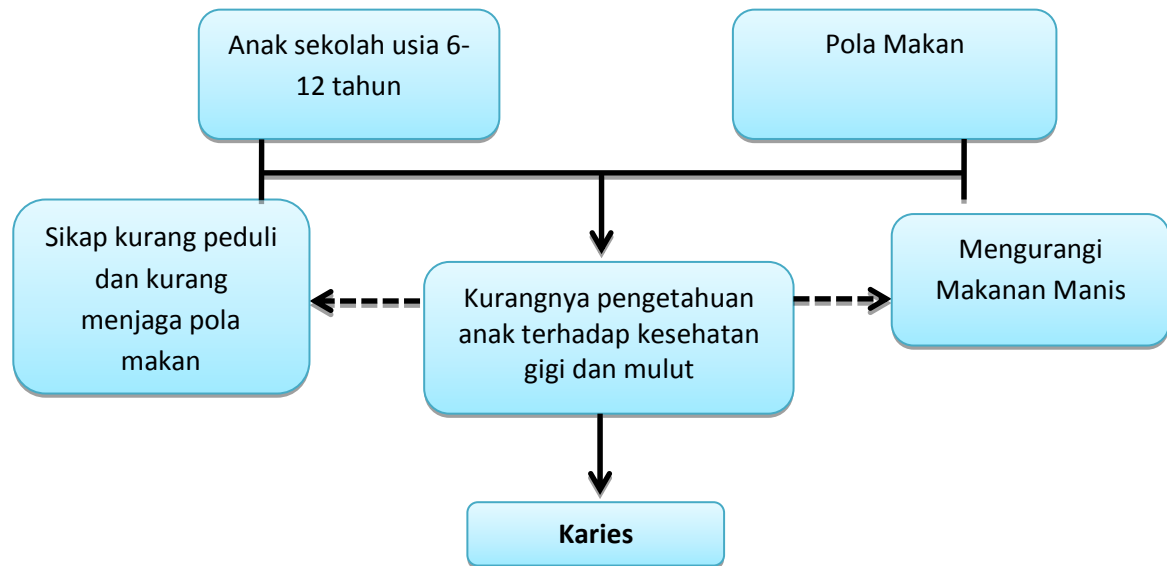 Anak sekolah usia 6-
12 tahun
Pola Makan
Sikap kurang peduli
dan kurang
menjaga pola
makan
Kurangnya pengetahuan
anak terhadap kesehatan
gigi dan mulut
Mengurangi
Makanan Manis
Karies